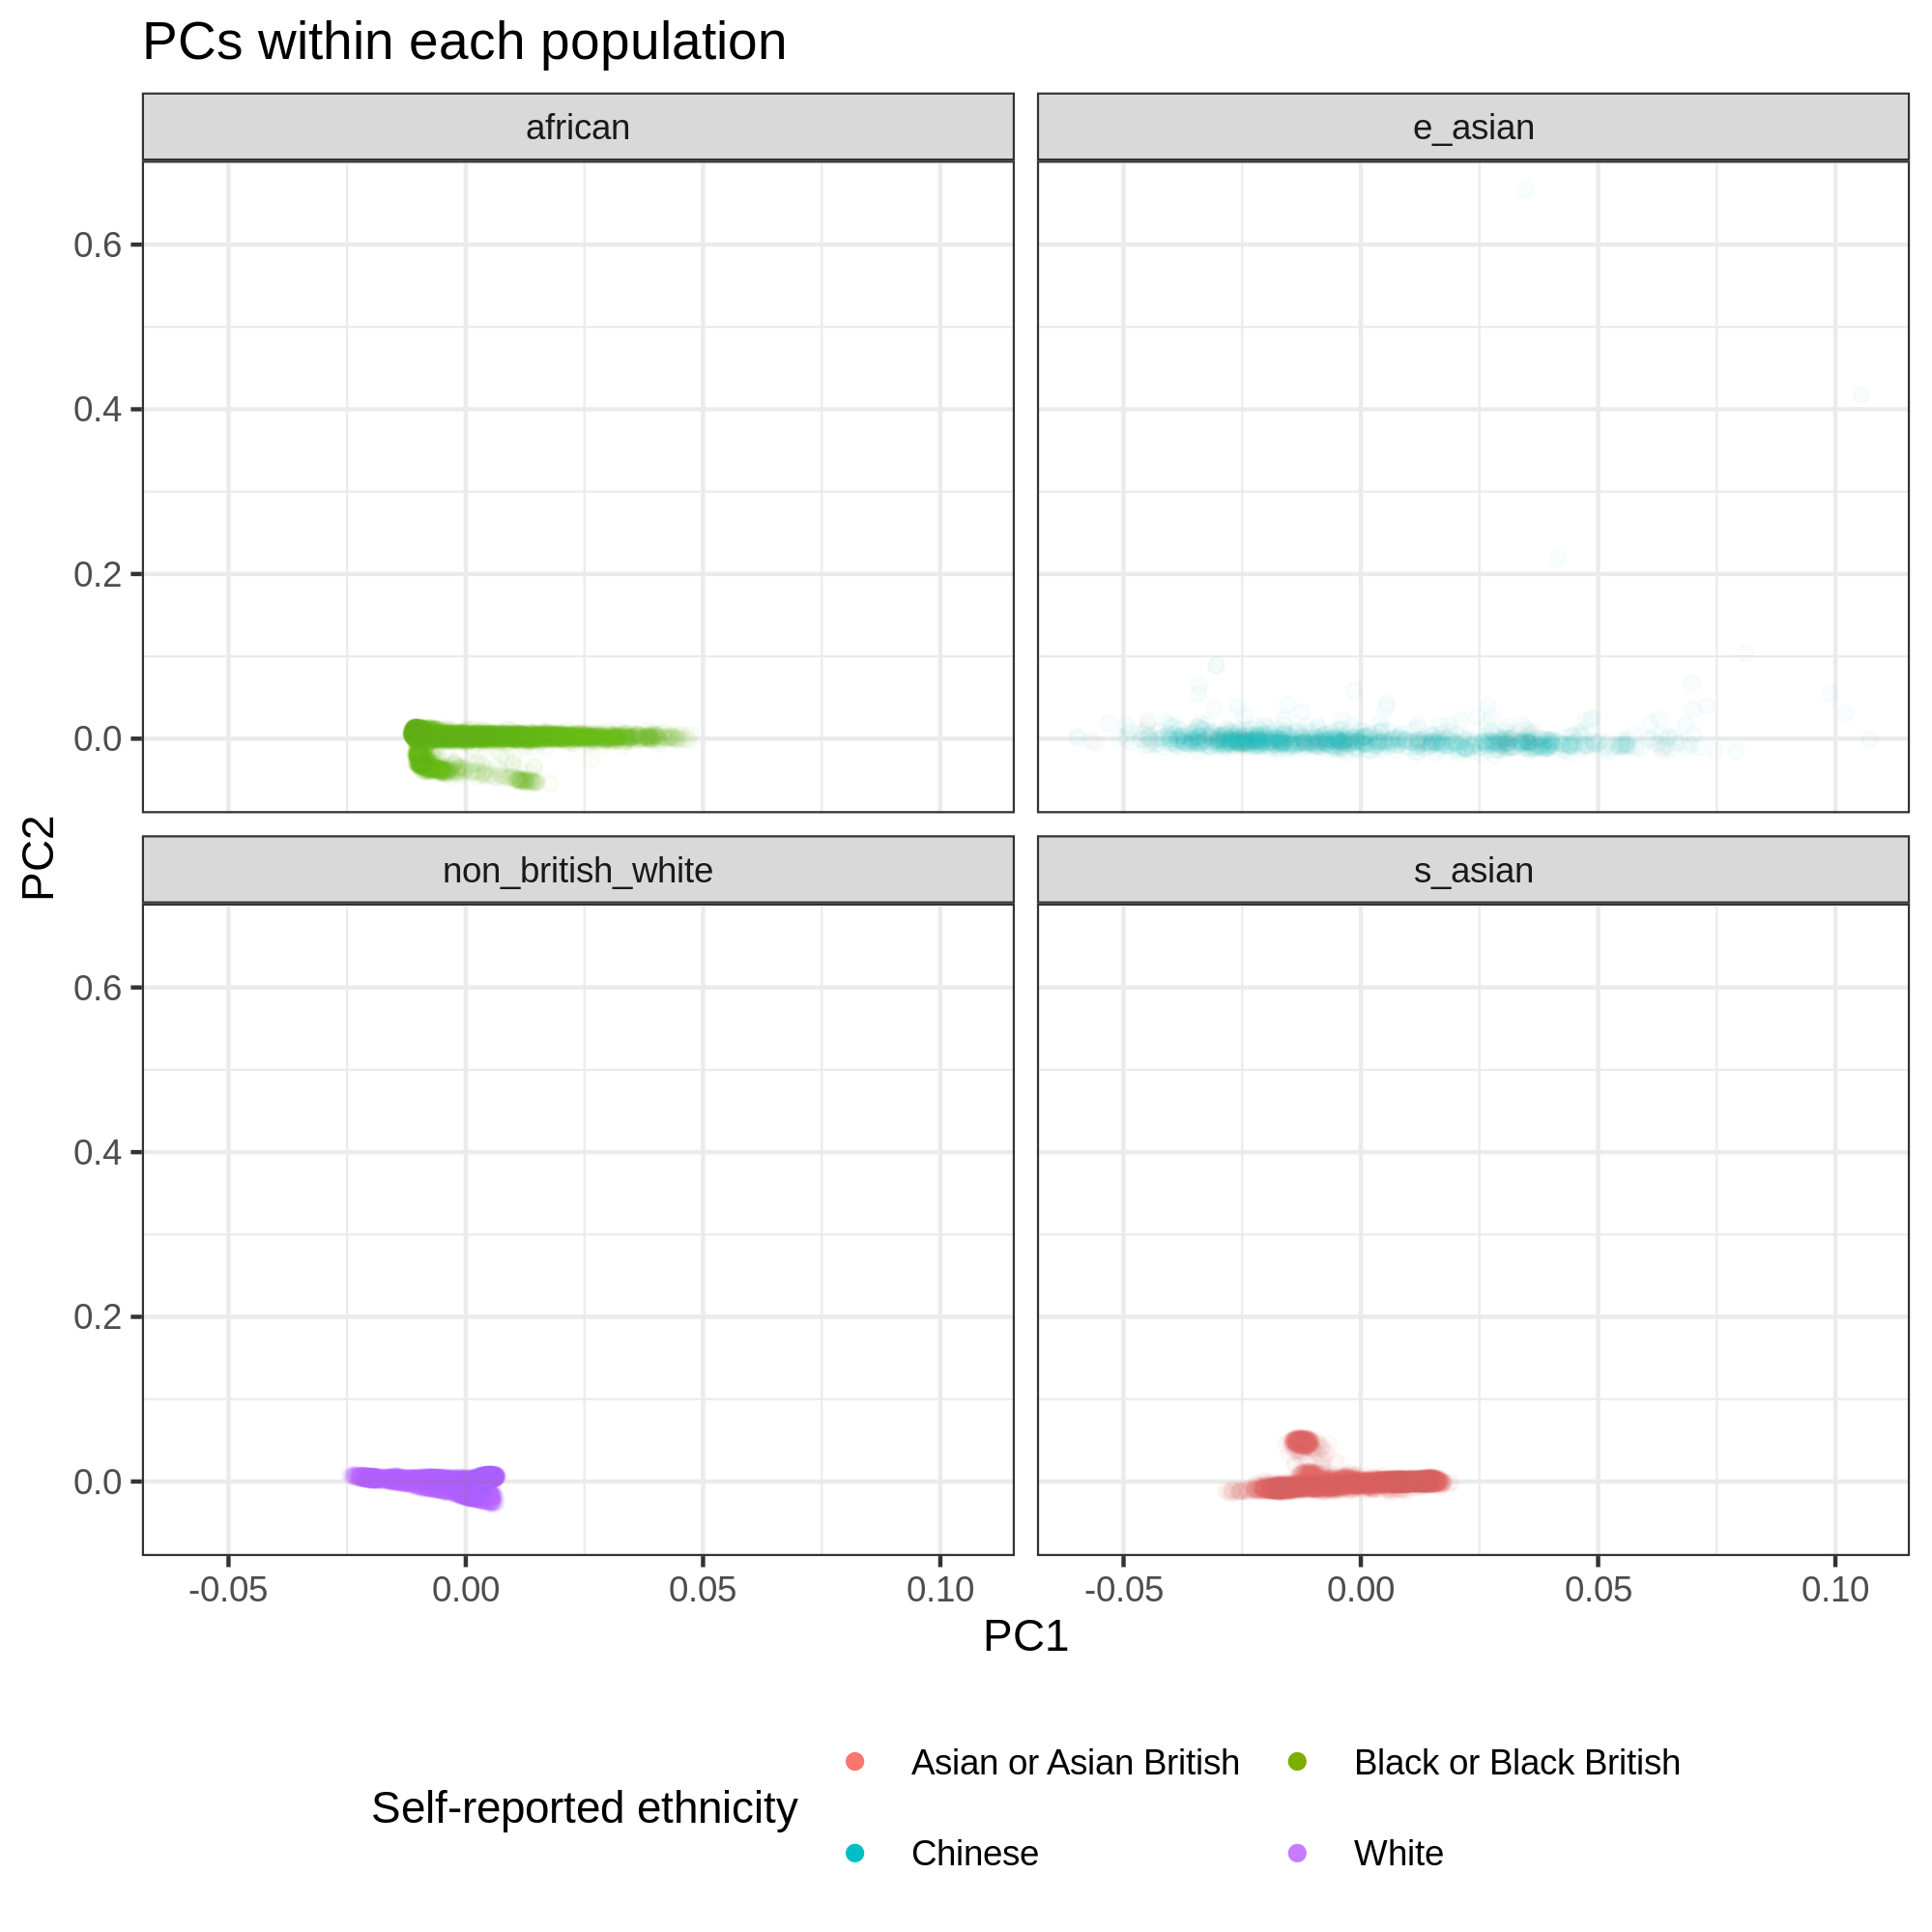 PCs within each population
african
e_asian
0.6
0.4
0.2
0.0
PC2
non_british_white
s_asian
0.6
0.4
0.2
0.0
-0.05 0.00 0.05 0.10 -0.05 0.00 0.05 0.10
PC1
Self-reported ethnicity
Asian or Asian British
Black or Black British
Chinese
White